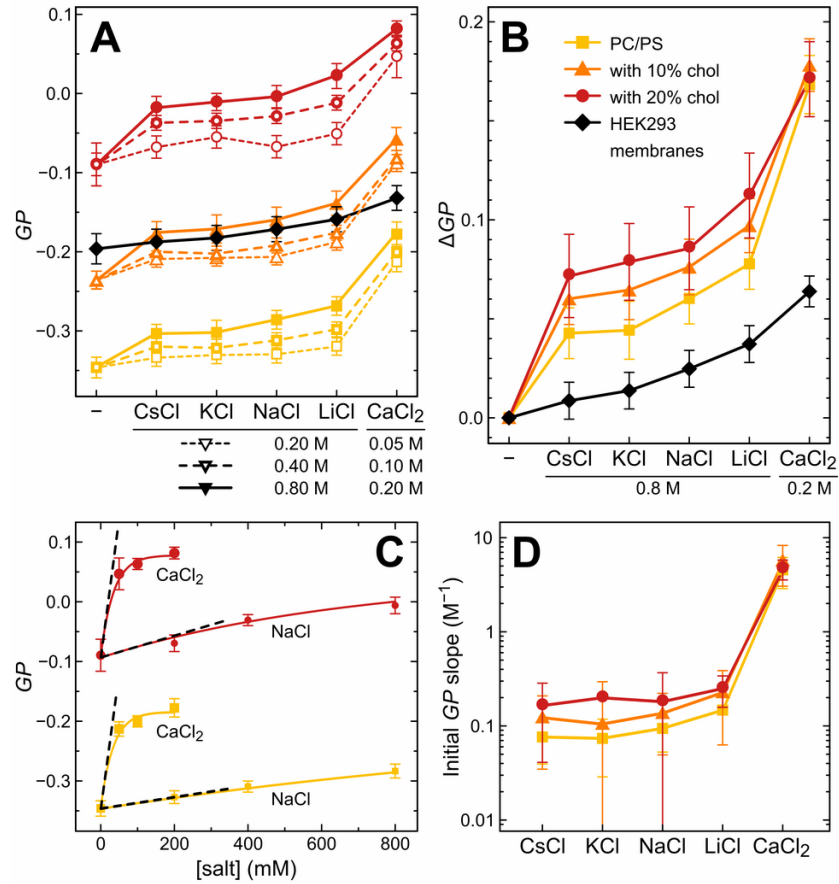 A
GP
0.1
0.0
−0.1
−0.2
−0.3
− CsCl KCl NaCl LiCl CaCl₂
0.20 M 0.05 M
0.40 M 0.10 M
0.80 M 0.20 M
B
ΔGP
0.2
0.1
0.0
PC/PS
with 10% chol
with 20% chol
HEK293
membranes
− CsCl KCl NaCl LiCl CaCl₂
0.8 M 0.2 M
C
GP
0.1
0.0
−0.1
−0.2
−0.3
CaCl₂
NaCl
CaCl₂
NaCl
0 200 400 600 800
[salt] (mM)
D
Initial GP slope (M⁻¹)
10
1
0.1
0.01
CsCl KCl NaCl LiCl CaCl₂